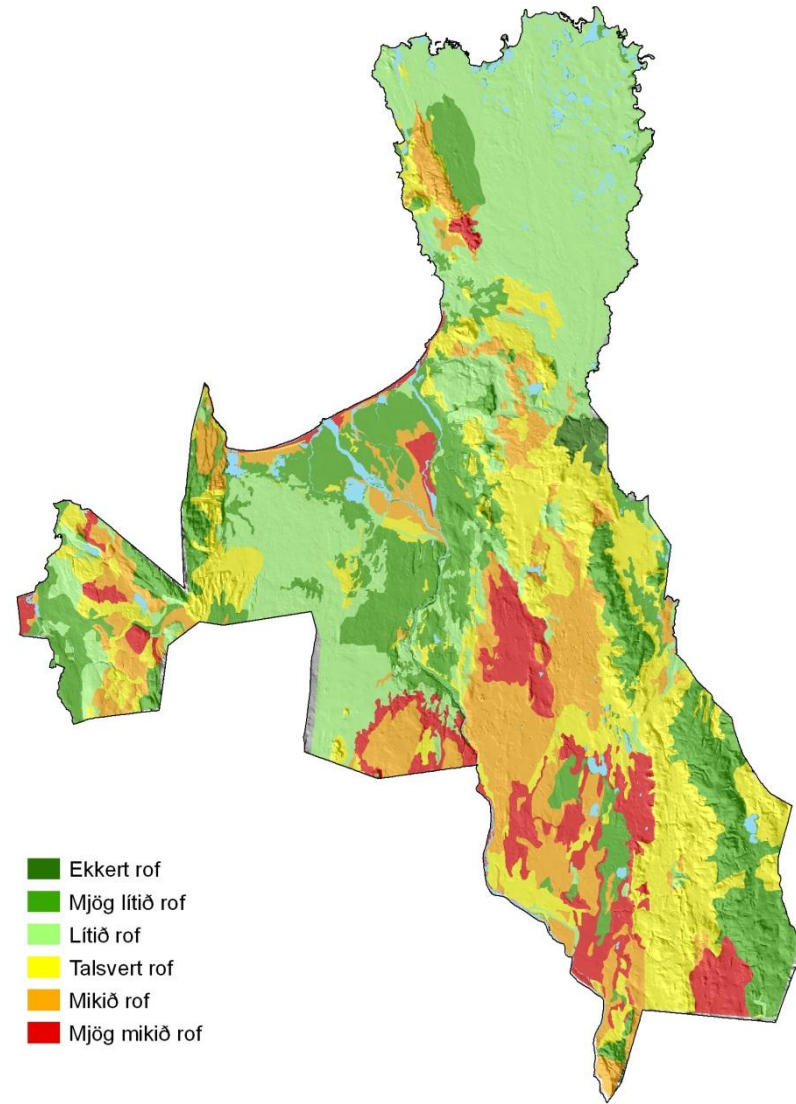 Ekkert rof
Mjög lítið rof
Lítið rof
Talsvert rof
Mikið rof
Mjög mikið rof